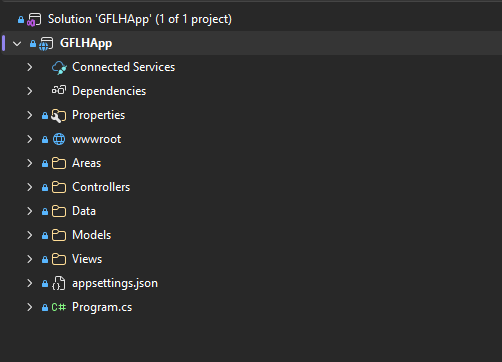 Solution 'GFLHApp' (1 of 1 project)
GFLHApp
Connected Services
Dependencies
Properties
wwwroot
Areas
Controllers
Data
Models
Views
appsettings.json
C# Program.cs